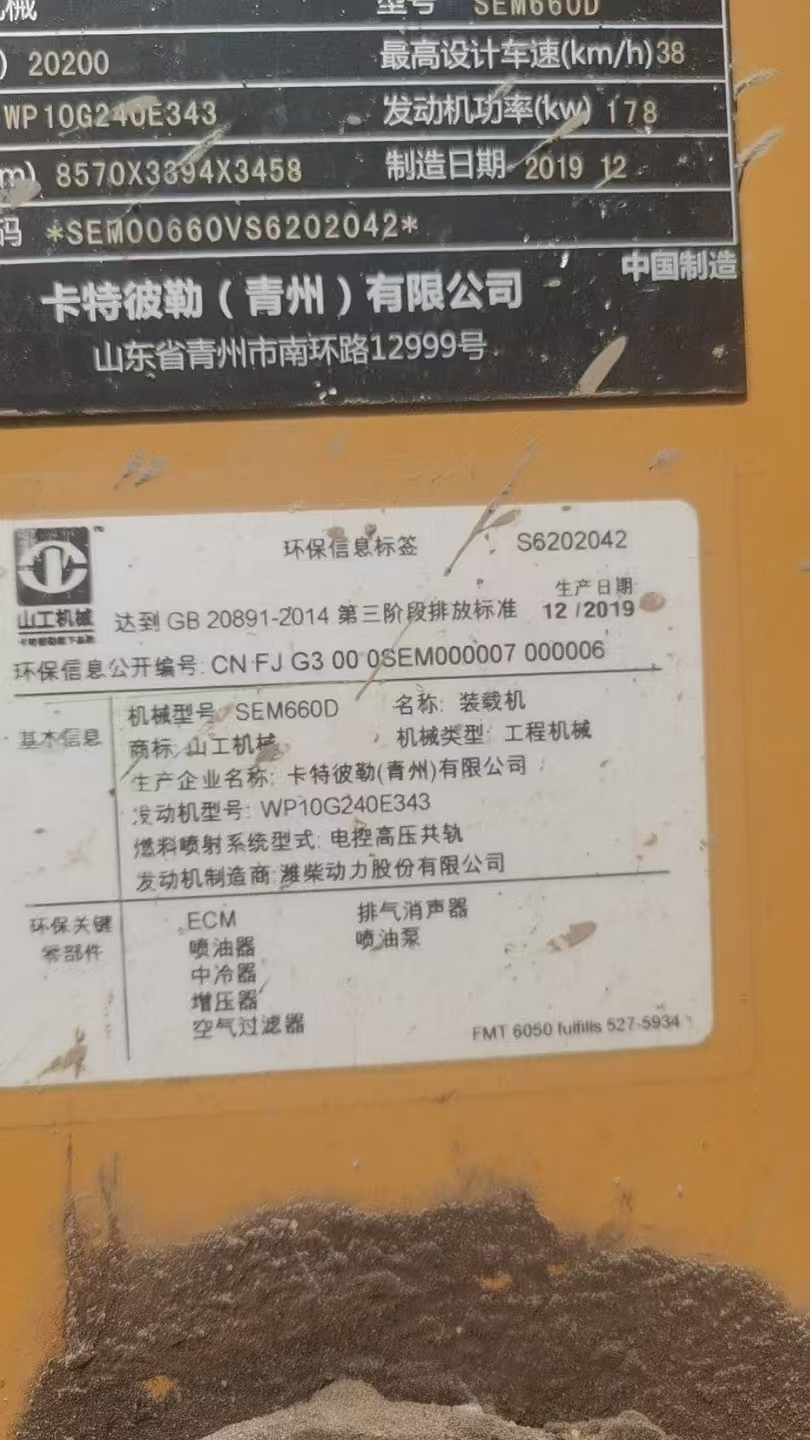 机械 型号 SEM660D
) 20200 最高设计车速(km/h) 38
WP10G240E343 发动机功率(kw) 178
m) 8570X3394X3458 制造日期 2019 12
码 *SEM00660VS6202042*
中国制造
卡特彼勒（青州）有限公司
山东省青州市南环路12999号
环保信息标签 S6202042
生产日期
山工机械 TM
达到 GB 20891-2014 第三阶段排放标准 12 /2019
环保信息公开编号: CN FJ G3 00 0SEM000007 000006
基本信息
机械型号 SEM660D 名称: 装载机
商标: 山工机械 机械类型: 工程机械
生产企业名称: 卡特彼勒(青州)有限公司
发动机型号: WP10G240E343
燃料喷射系统型式: 电控高压共轨
发动机制造商: 潍柴动力股份有限公司
环保关键 ECM 排气消声器
零部件 喷油器 喷油泵
中冷器
增压器
空气过滤器
FMT 6050 fulfills 527-5934